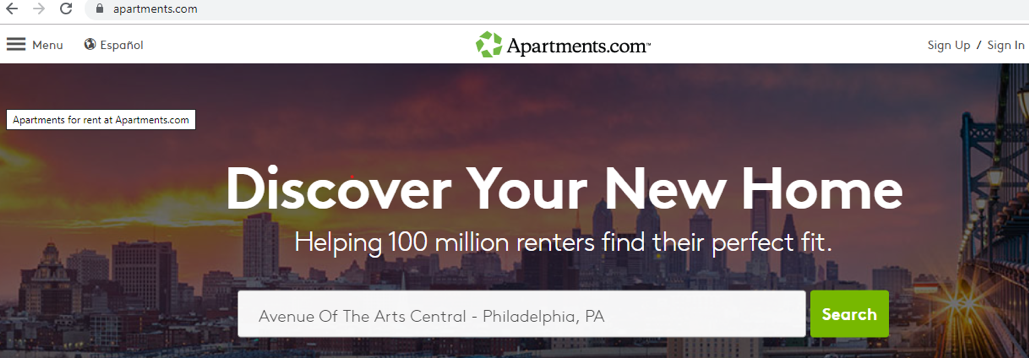 apartments.com
Menu Español Apartments.com™ Sign Up / Sign In
Apartments for rent at Apartments.com
Discover Your New Home
Helping 100 million renters find their perfect fit.
Avenue Of The Arts Central - Philadelphia, PA Search